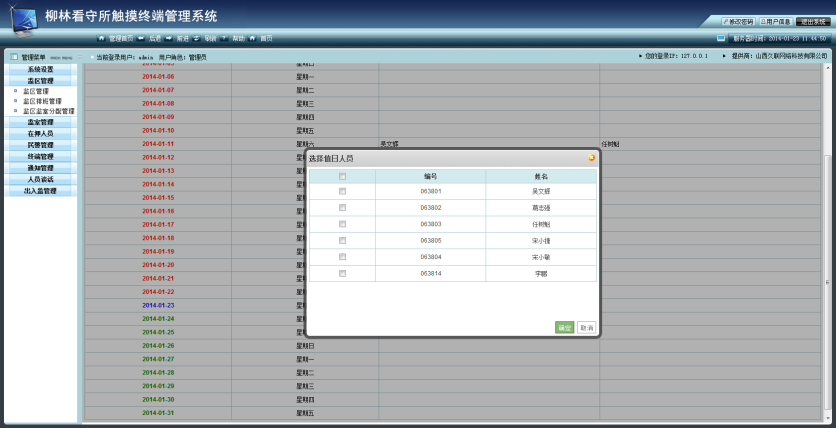 柳林看守所触摸终端管理系统
修改密码 用户信息 退出系统
管理首页 后退 前进 刷新 帮助 首页
服务器时间：2014-01-23 11:44:50
管理菜单
当前登录用户：admin 用户角色：管理员
您的登录IP：127.0.0.1
提供商：山西久联网络科技有限公司
系统设置
监区管理
监区管理
监区排班管理
监区监室分配管理
监室管理
在押人员
民警管理
终端管理
通知管理
人员谈话
出入监管理
2014-01-06 星期一
2014-01-07 星期二
2014-01-08 星期三
2014-01-09 星期四
2014-01-10 星期五
2014-01-11 星期六 吴文辉 任树魁
2014-01-12
2014-01-13
2014-01-14
2014-01-15
2014-01-16
2014-01-17
2014-01-18
2014-01-19
2014-01-20
2014-01-21
2014-01-22
2014-01-23
2014-01-24
2014-01-25
2014-01-26 星期日
2014-01-27 星期一
2014-01-28 星期二
2014-01-29 星期三
2014-01-30 星期四
2014-01-31 星期五
选择值日人员
编号 姓名
063801 吴文辉
063802 葛志强
063803 任树魁
063805 宋小捷
063804 宋小敏
063814 李鹏
确定 取消